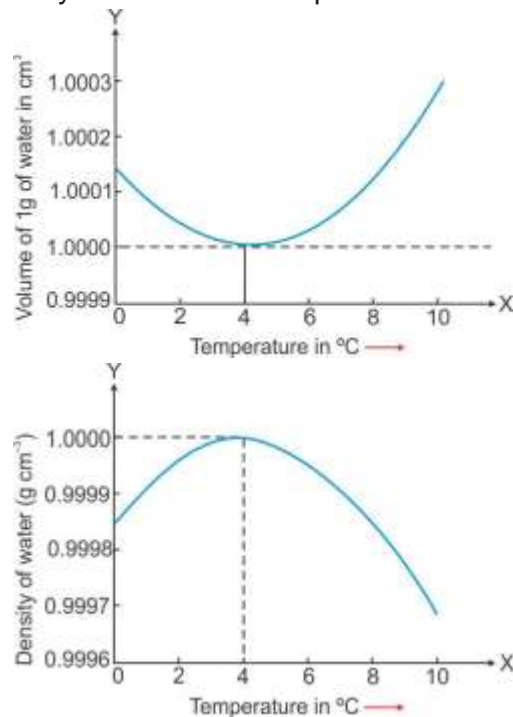 Y
1.0003
1.0002
1.0001
1.0000
0.9999
Volume of 1g of water in cm³
0 2 4 6 8 10 X
Temperature in ºC
Y
1.0000
0.9999
0.9998
0.9997
0.9996
Density of water (g cm⁻³)
0 2 4 6 8 10 X
Temperature in ºC